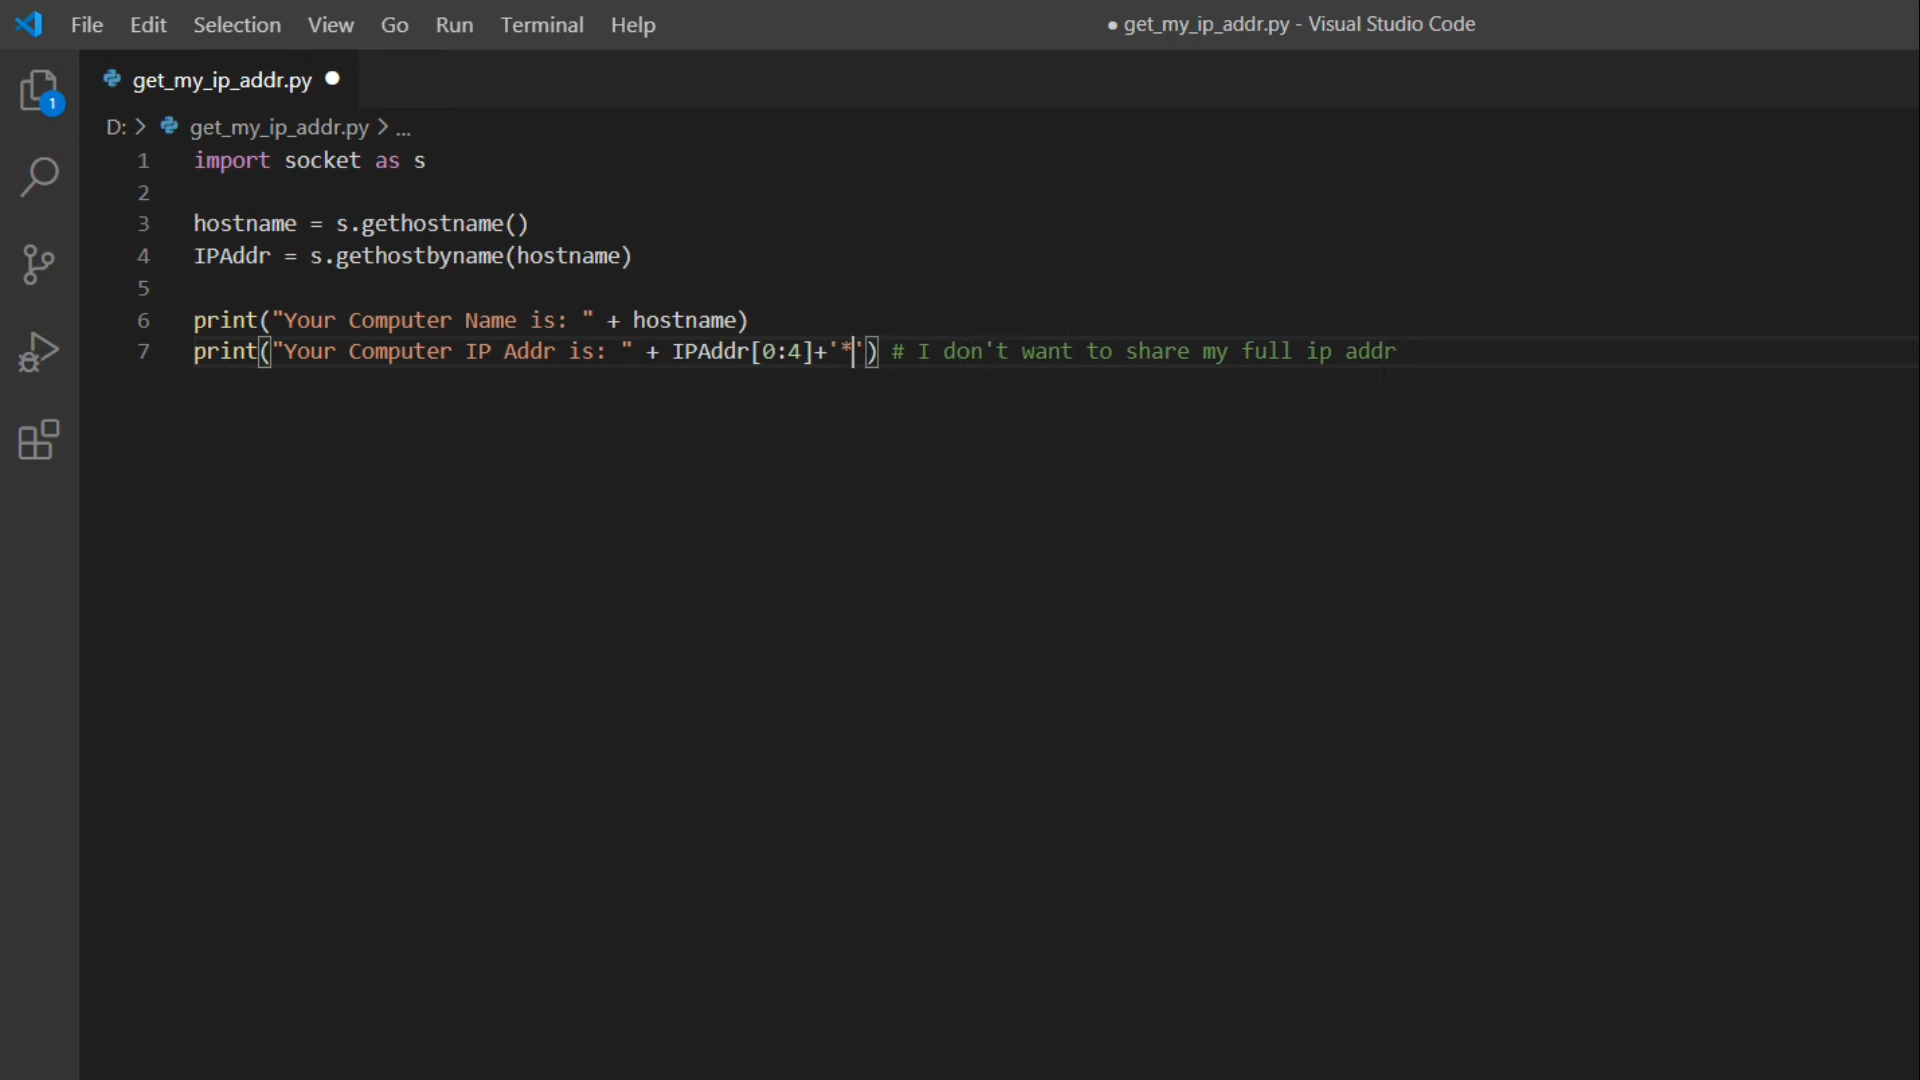 File Edit Selection View Go Run Terminal Help ● get_my_ip_addr.py - Visual Studio Code
1 get_my_ip_addr.py ●
D: > get_my_ip_addr.py > ...
1 import socket as s
2
3 hostname = s.gethostname()
4 IPAddr = s.gethostbyname(hostname)
5
6 print("Your Computer Name is: " + hostname)
7 print("Your Computer IP Addr is: " + IPAddr[0:4]+'*') # I don't want to share my full ip addr